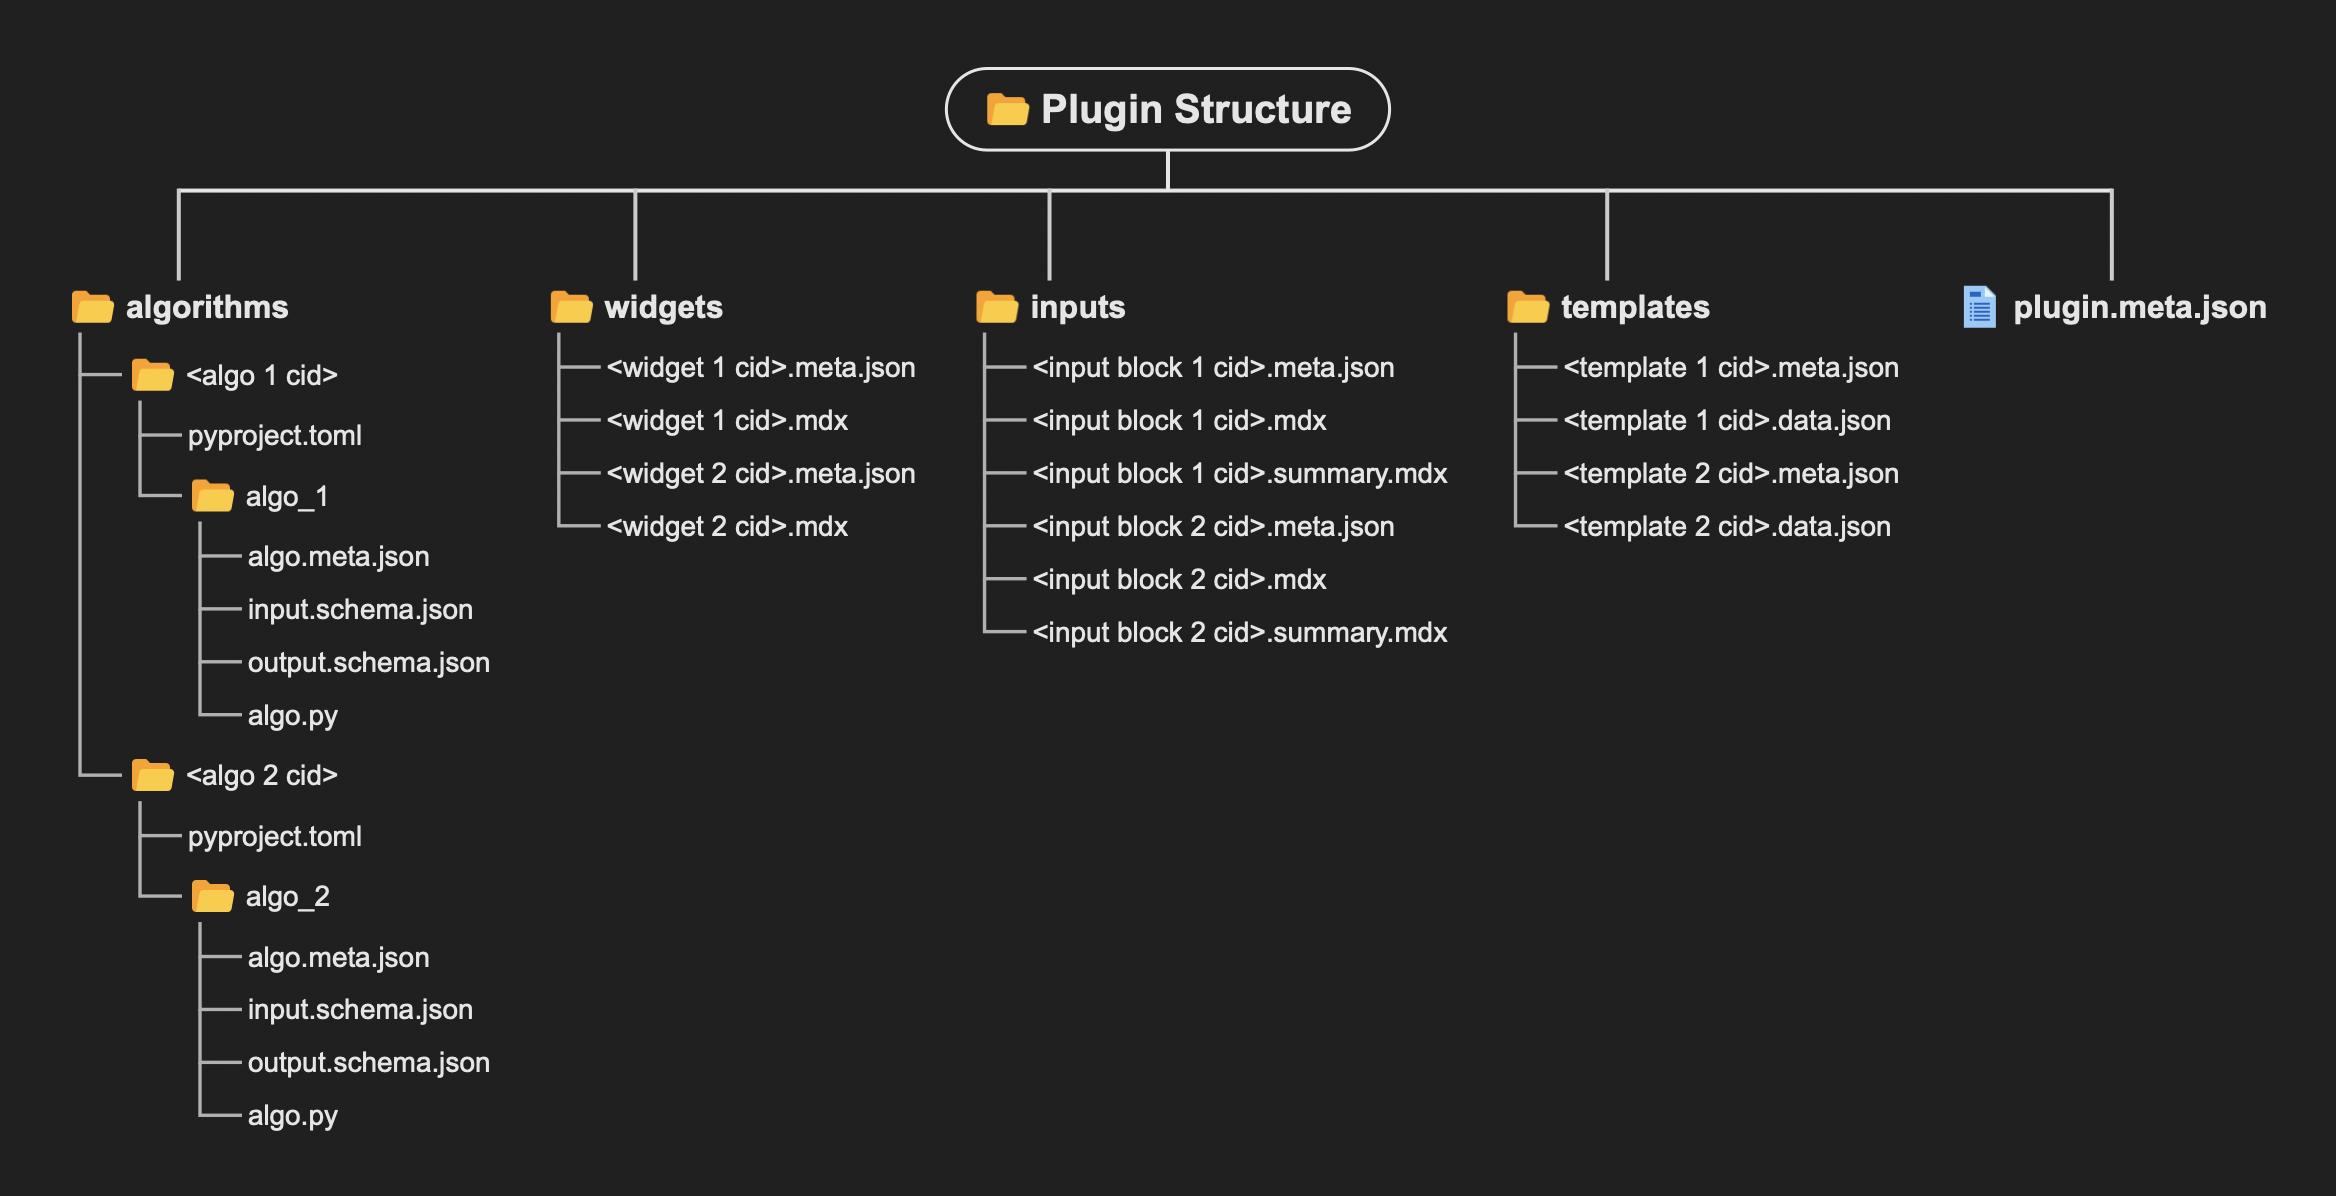 Plugin Structure
algorithms
<algo 1 cid>
pyproject.toml
algo_1
algo.meta.json
input.schema.json
output.schema.json
algo.py
<algo 2 cid>
pyproject.toml
algo_2
algo.meta.json
input.schema.json
output.schema.json
algo.py
widgets
<widget 1 cid>.meta.json
<widget 1 cid>.mdx
<widget 2 cid>.meta.json
<widget 2 cid>.mdx
inputs
<input block 1 cid>.meta.json
<input block 1 cid>.mdx
<input block 1 cid>.summary.mdx
<input block 2 cid>.meta.json
<input block 2 cid>.mdx
<input block 2 cid>.summary.mdx
templates
<template 1 cid>.meta.json
<template 1 cid>.data.json
<template 2 cid>.meta.json
<template 2 cid>.data.json
plugin.meta.json